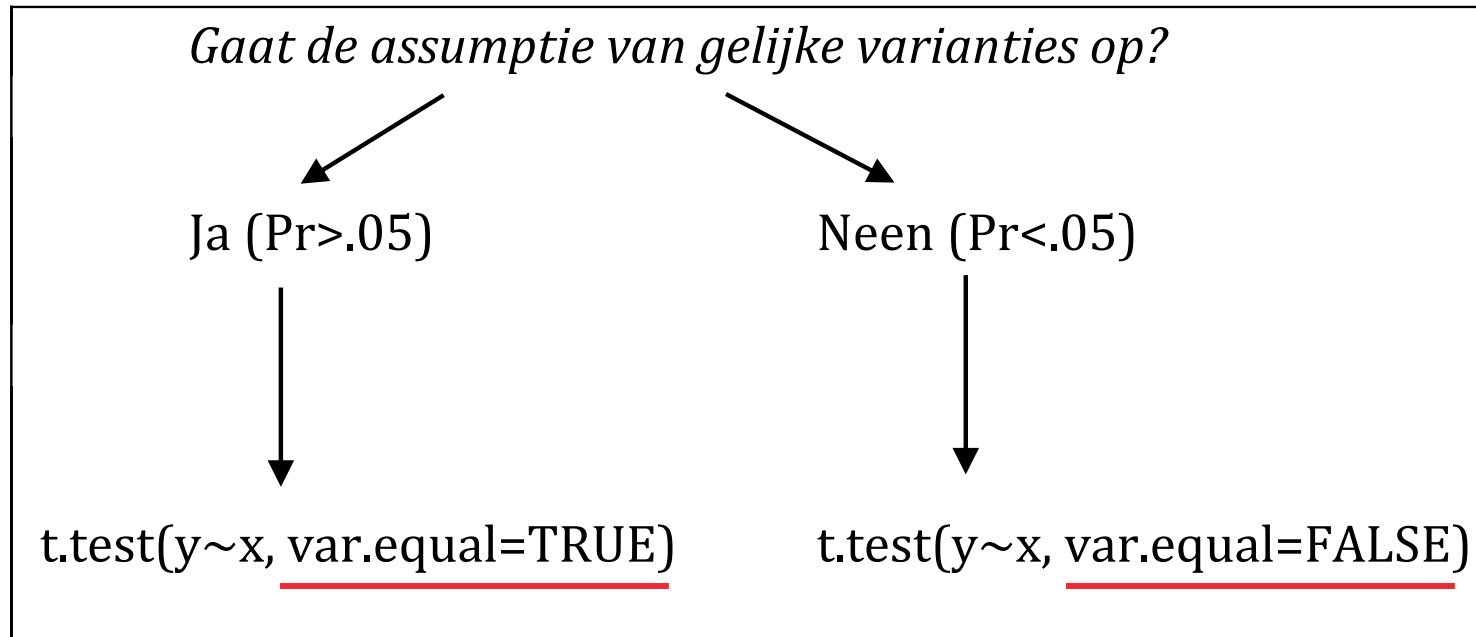 Gaat de assumptie van gelijke varianties op?
Ja (Pr>.05)
Neen (Pr<.05)
t.test(y~x, var.equal=TRUE)
t.test(y~x, var.equal=FALSE)